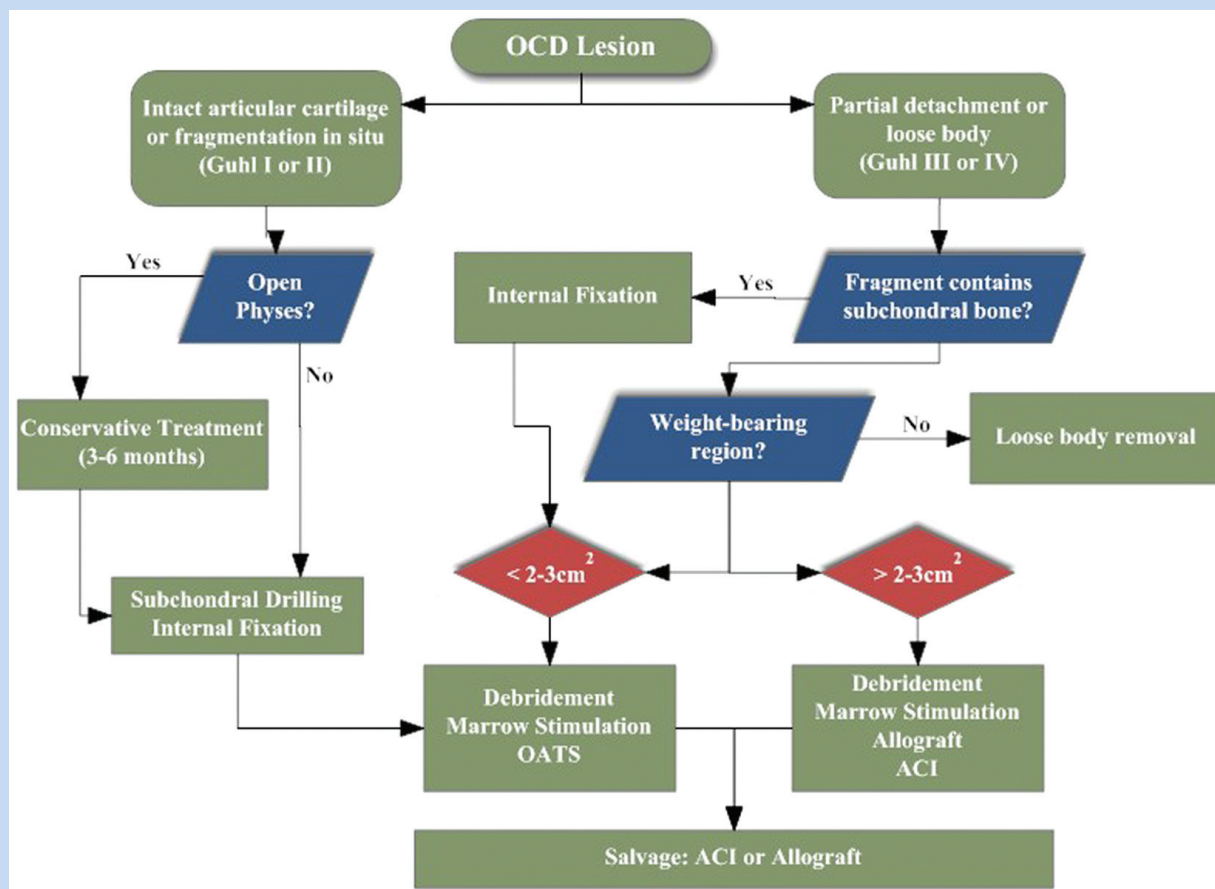 OCD Lesion
Intact articular cartilage
or fragmentation in situ
(Guhl I or II)
Partial detachment or
loose body
(Guhl III or IV)
Yes
Open
Physes?
No
Internal Fixation
Yes
Fragment contains
subchondral bone?
Conservative Treatment
(3-6 months)
Weight-bearing
region?
No
Loose body removal
< 2-3cm²
> 2-3cm²
Subchondral Drilling
Internal Fixation
Debridement
Marrow Stimulation
OATS
Debridement
Marrow Stimulation
Allograft
ACI
Salvage: ACI or Allograft